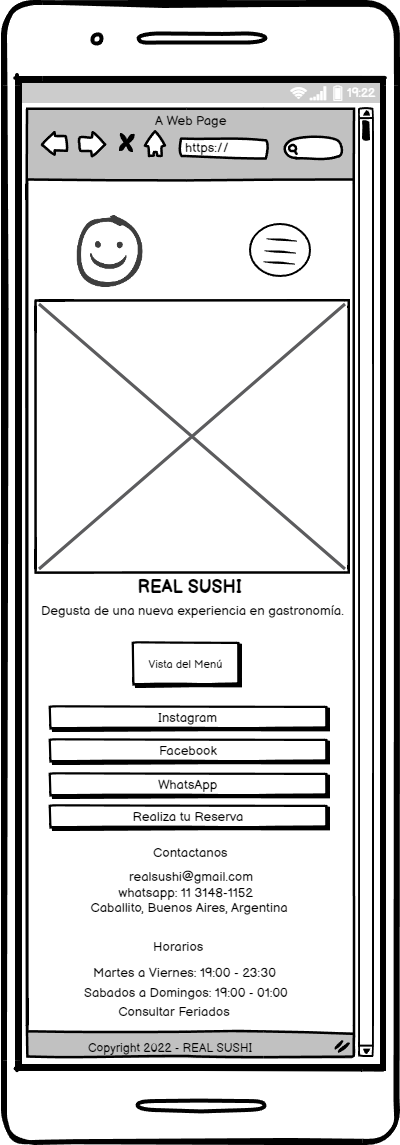 19:22
A Web Page
https://
REAL SUSHI
Degusta de una nueva experiencia en gastronomía.
Vista del Menú
Instagram
Facebook
WhatsApp
Realiza tu Reserva
Contactanos
realsushi@gmail.com
whatsapp: 11 3148-1152
Caballito, Buenos Aires, Argentina
Horarios
Martes a Viernes: 19:00 - 23:30
Sabados a Domingos: 19:00 - 01:00
Consultar Feriados
Copyright 2022 - REAL SUSHI